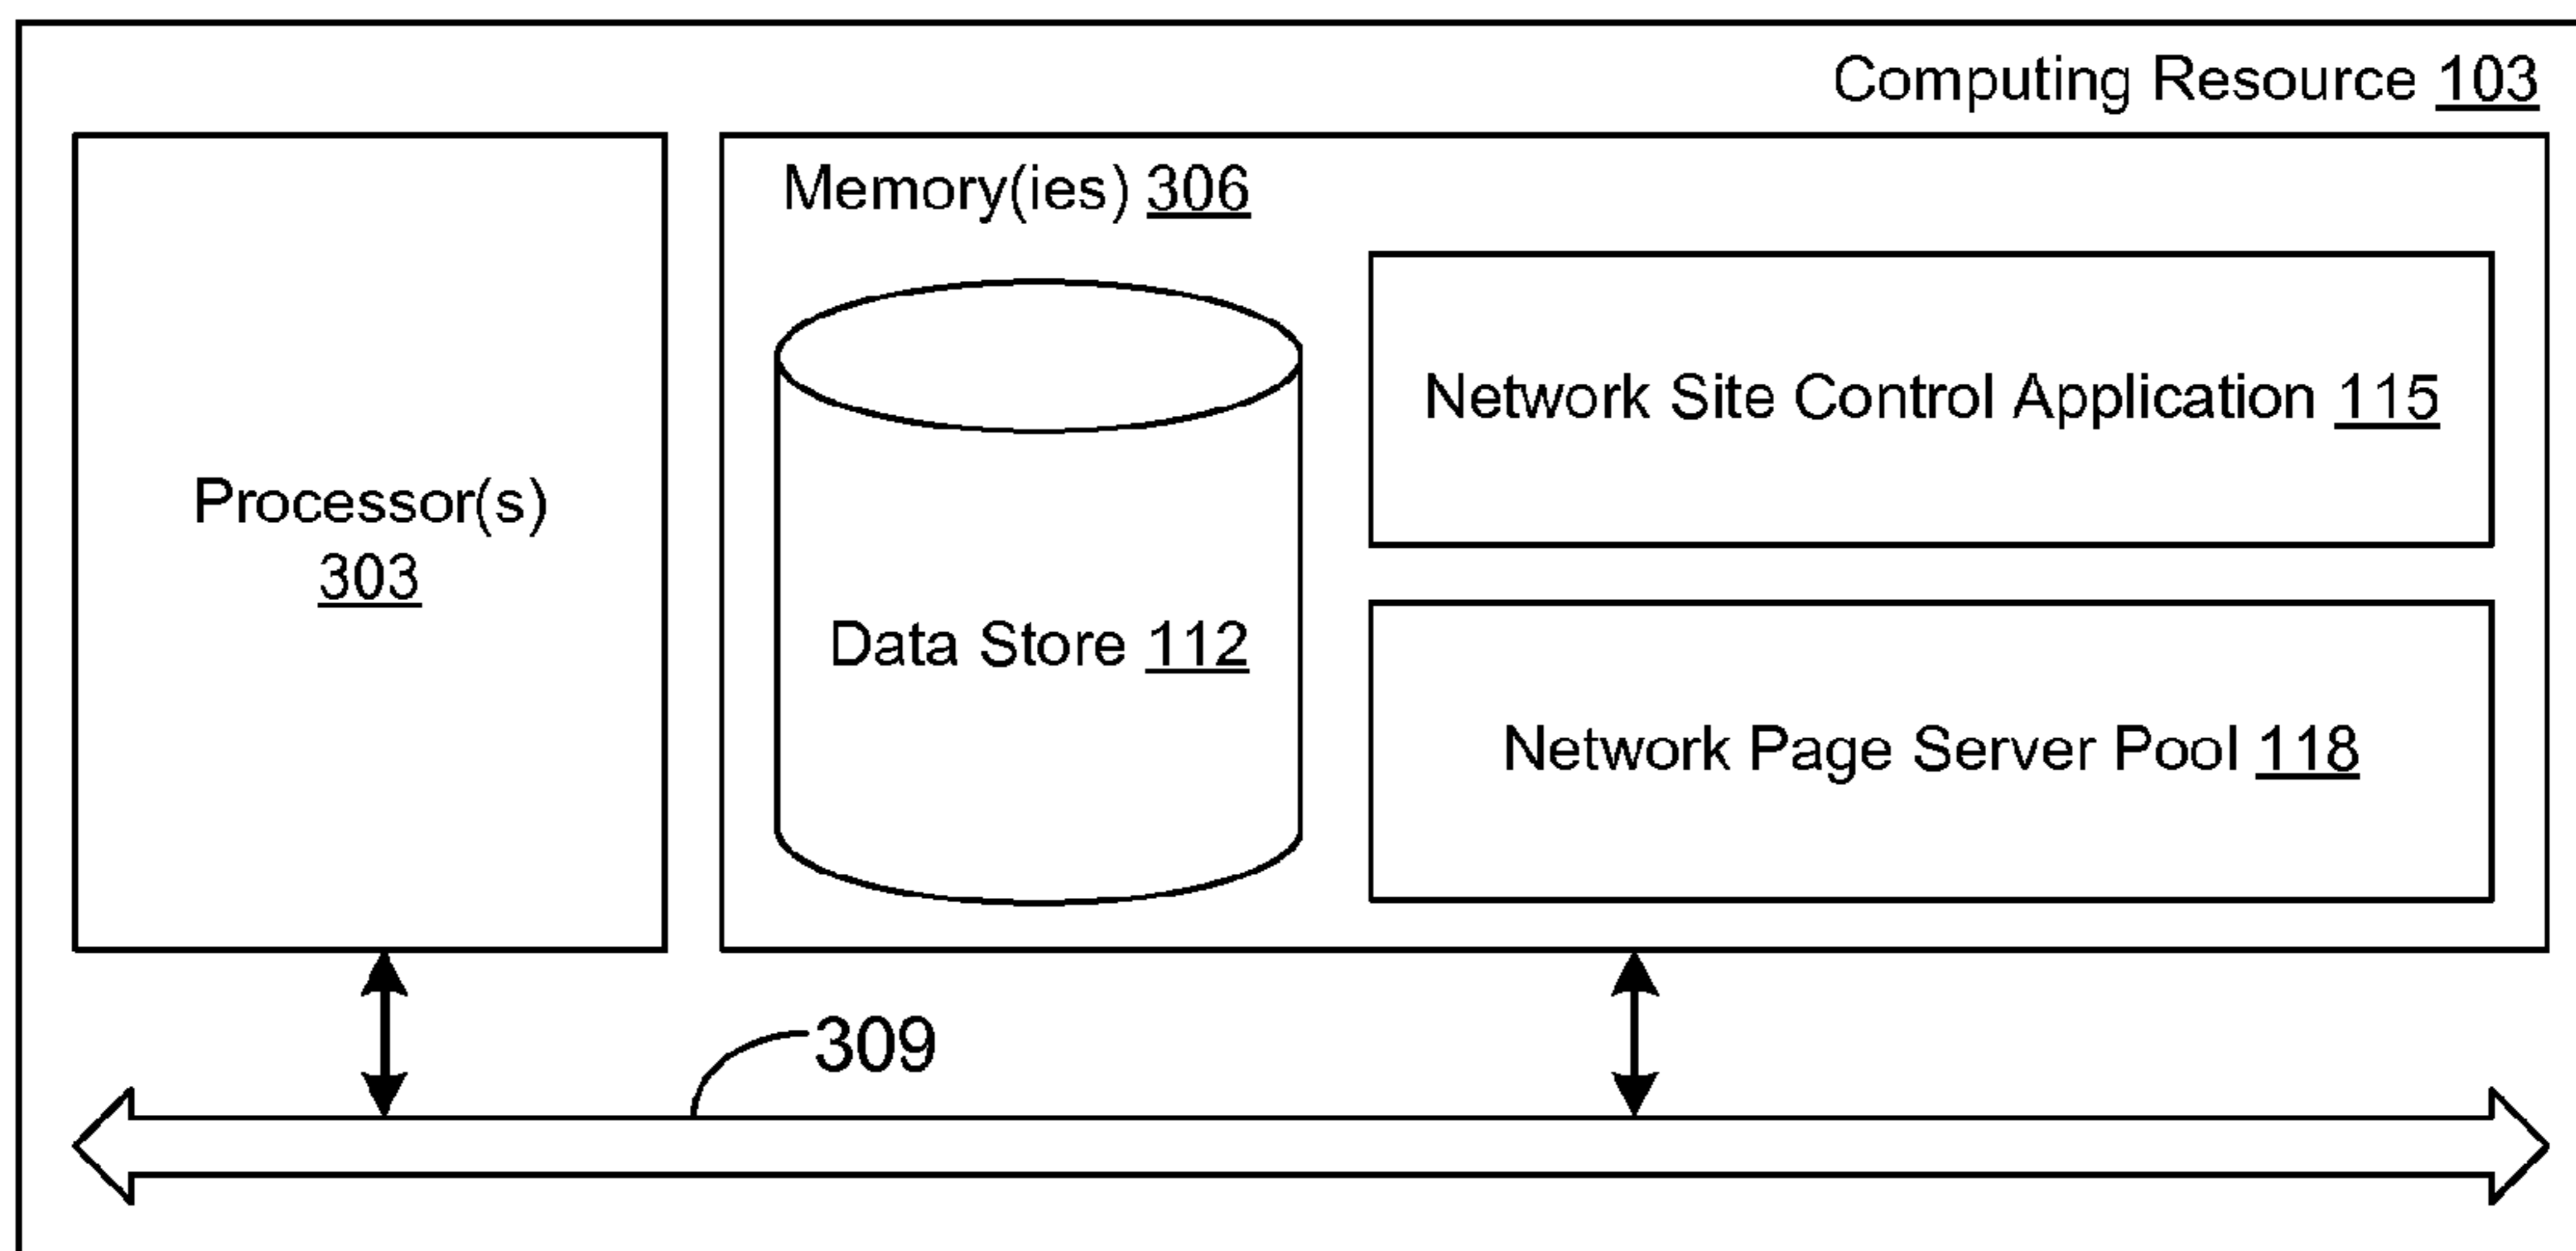 Computing Resource 103
Memory(ies) 306
Processor(s)
303
Network Site Control Application 115
Data Store 112
Network Page Server Pool 118
309